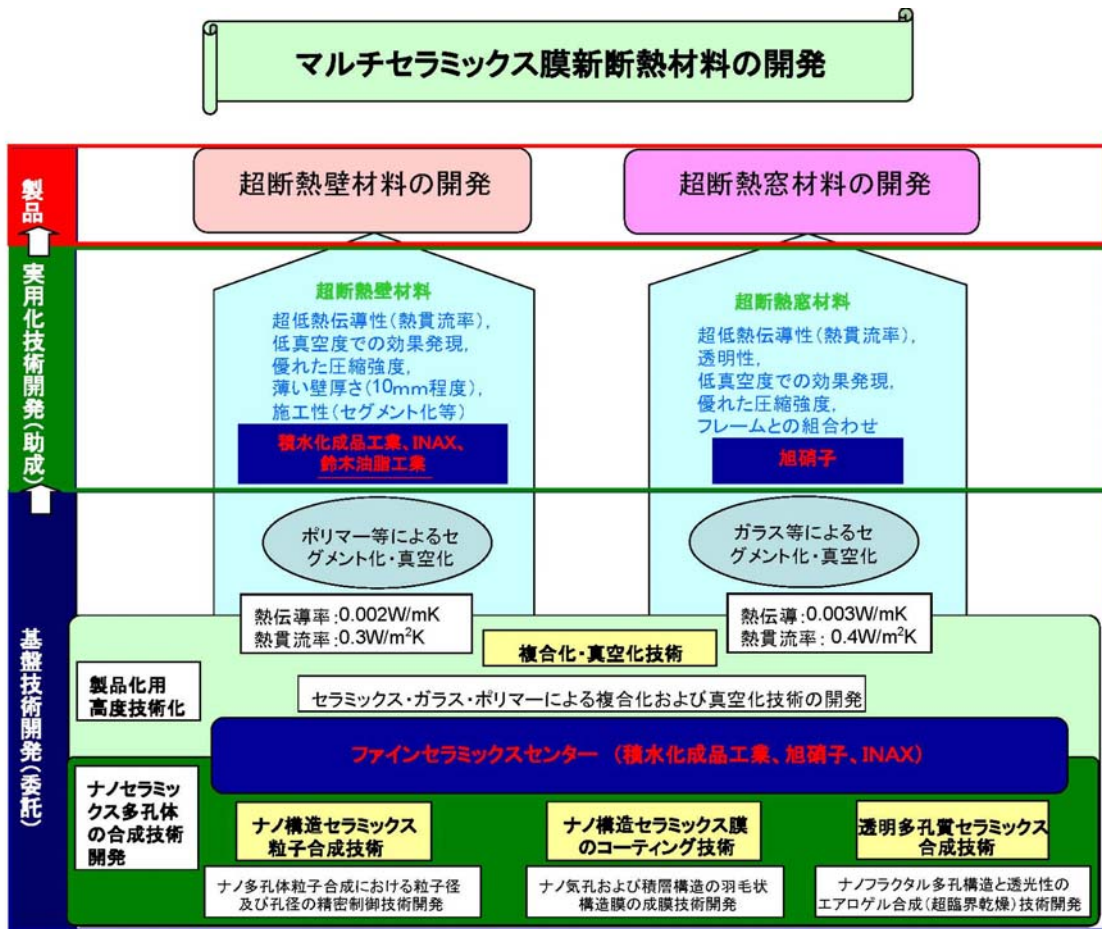 マルチセラミックス膜新断熱材料の開発
製品
超断熱壁材料の開発
超断熱窓材料の開発
実用化技術開発(助成)
超断熱壁材料
超低熱伝導性(熱貫流率),
低真空度での効果発現,
優れた圧縮強度,
薄い壁厚さ(10mm程度),
施工性(セグメント化等)
積水化成品工業、INAX、
鈴木油脂工業
超断熱窓材料
超低熱伝導性(熱貫流率),
透明性,
低真空度での効果発現,
優れた圧縮強度,
フレームとの組合わせ
旭硝子
基盤技術開発(委託)
ポリマー等によるセ
グメント化・真空化
ガラス等によるセ
グメント化・真空化
熱伝導率:0.002W/mK
熱貫流率:0.3W/m²K
熱伝導:0.003W/mK
熱貫流率: 0.4W/m²K
複合化・真空化技術
製品化用
高度技術化
セラミックス・ガラス・ポリマーによる複合化および真空化技術の開発
ファインセラミックスセンター (積水化成品工業、旭硝子、INAX)
ナノセラミッ
クス多孔体
の合成技術
開発
ナノ構造セラミックス
粒子合成技術
ナノ構造セラミックス膜
のコーティング技術
透明多孔質セラミックス
合成技術
ナノ多孔体粒子合成における粒子径
及び孔径の精密制御技術開発
ナノ気孔および積層構造の羽毛状
構造膜の成膜技術開発
ナノフラクタル多孔構造と透光性の
エアロゲル合成(超臨界乾燥)技術開発